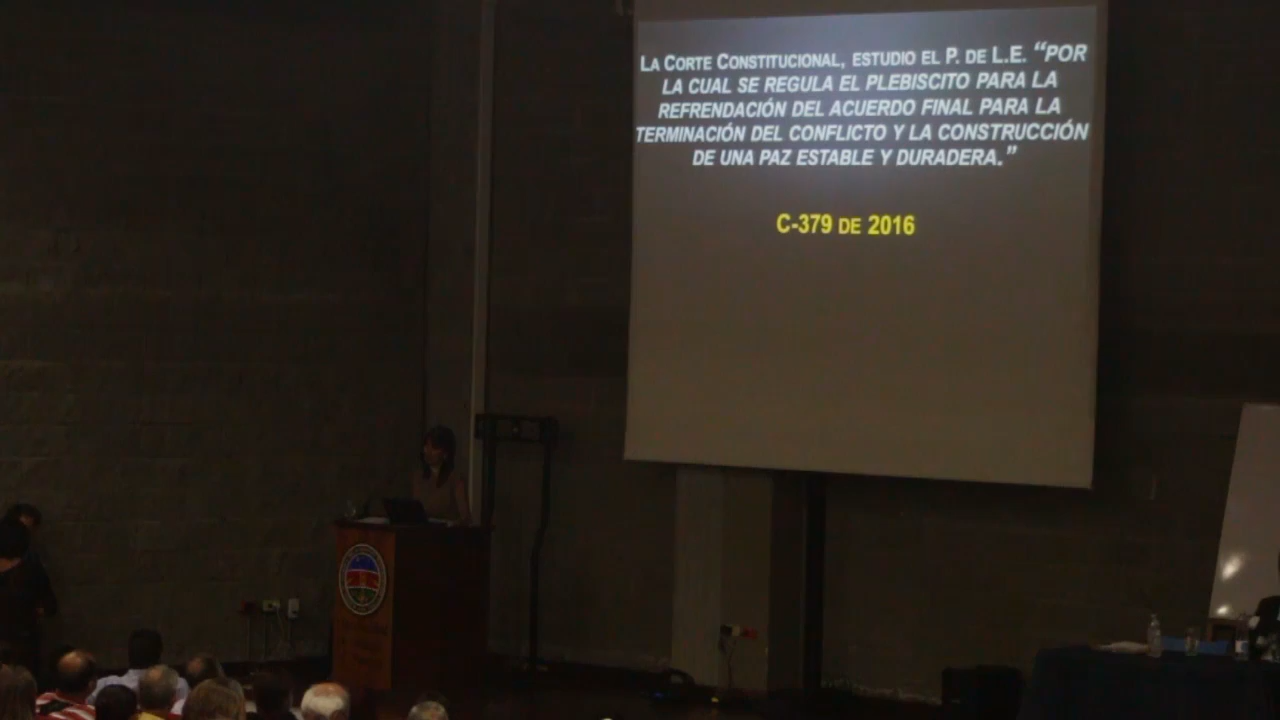 LA CORTE CONSTITUCIONAL, ESTUDIO EL P. DE L.E. “POR
LA CUAL SE REGULA EL PLEBISCITO PARA LA
REFRENDACIÓN DEL ACUERDO FINAL PARA LA
TERMINACIÓN DEL CONFLICTO Y LA CONSTRUCCIÓN
DE UNA PAZ ESTABLE Y DURADERA.”
C-379 DE 2016